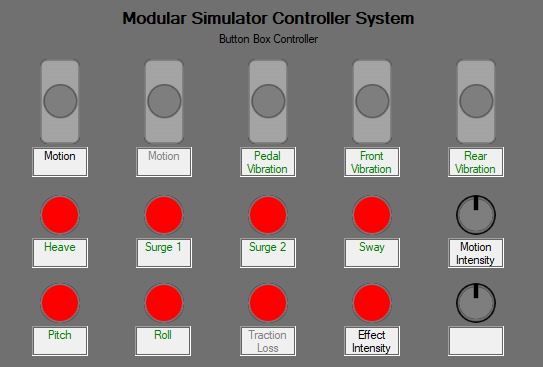 Modular Simulator Controller System
Button Box Controller
Motion
Motion
Pedal
Vibration
Front
Vibration
Rear
Vibration
Heave
Surge 1
Surge 2
Sway
Motion
Intensity
Pitch
Roll
Traction
Loss
Effect
Intensity